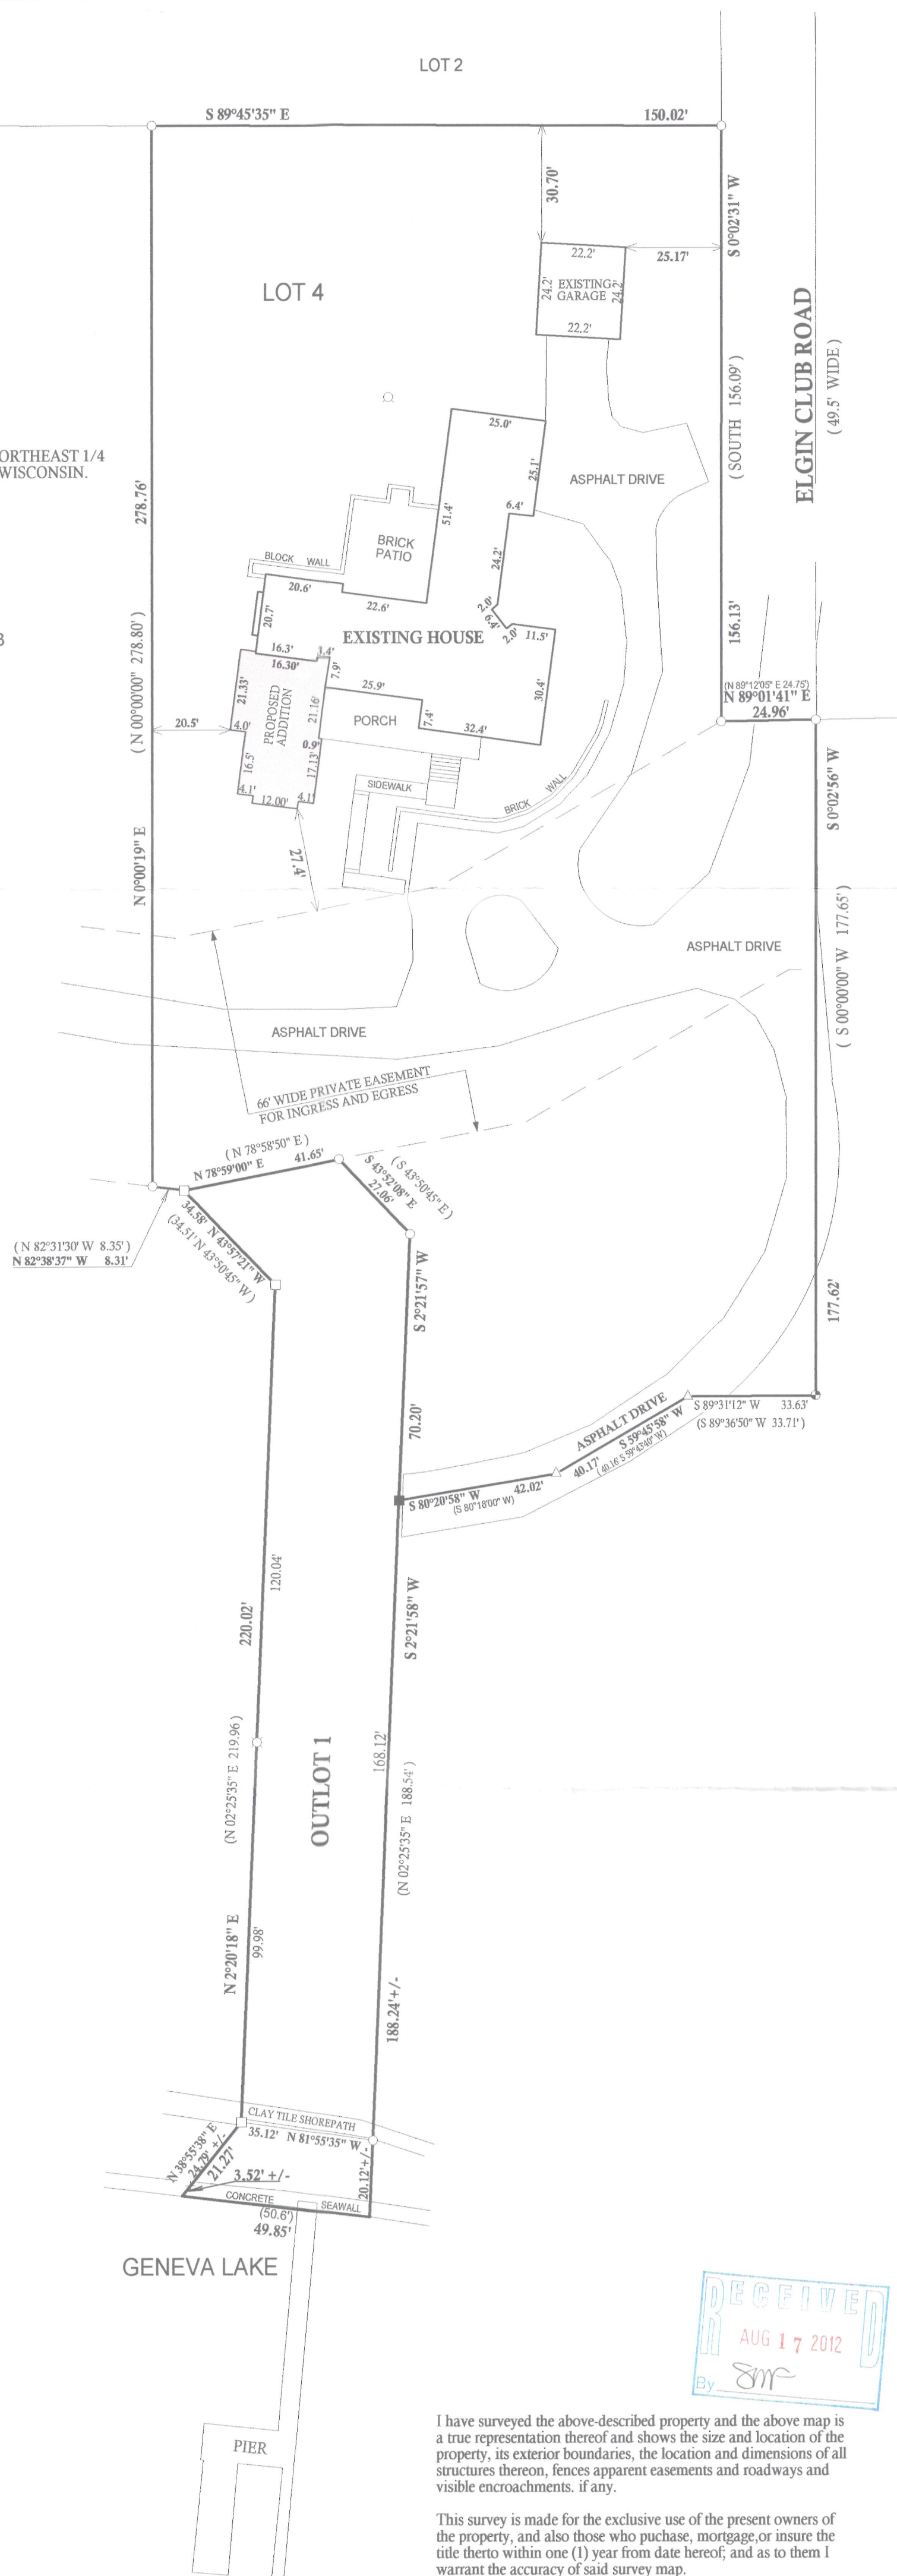 LOT 2
S 89°45'35" E
150.02'
30.70'
S 0°02'31" W
22.2'
25.17'
LOT 4
24.2'
EXISTING
GARAGE
24.2'
22.2'
ELGIN CLUB ROAD
( 49.5' WIDE )
( SOUTH 156.09' )
ORTHEAST 1/4
WISCONSIN.
278.76'
25.0'
25.1'
ASPHALT DRIVE
51.4'
6.4'
BRICK
PATIO
24.2'
BLOCK WALL
20.6'
22.6'
2.0'
6.4'
2.0'
11.5'
20.7'
EXISTING HOUSE
156.13'
( N 00°00'00" 278.80' )
16.3'
3.4'
16.30'
7.9'
25.9'
30.4'
(N 89°12'05" E 24.75')
N 89°01'41" E
24.96'
21.33'
PROPOSED
ADDITION
21.16'
PORCH
7.4'
32.4'
20.5'
4.0'
0.9'
16.5'
17.13'
4.1'
12.00'
4.1'
SIDEWALK
BRICK WALL
S 0°02'56" W
27.4'
N 0°00'19" E
( S 00°00'00" W 177.65' )
ASPHALT DRIVE
ASPHALT DRIVE
66' WIDE PRIVATE EASEMENT
FOR INGRESS AND EGRESS
( N 78°58'50" E )
N 78°59'00" E 41.65'
(S 43°50'45" E)
S 43°52'08" E
27.06'
34.58' N 43°57'21" W
(34.51'N 43°50'45" W)
( N 82°31'30' W 8.35' )
N 82°38'37" W 8.31'
S 2°21'57" W
177.62'
70.20'
ASPHALT DRIVE
S 89°31'12" W 33.63'
(S 89°36'50" W 33.71')
40.17' S 59°45'58" W
(40.16 S 59°43'40" W)
S 80°20'58" W 42.02'
(S 80°18'00" W)
120.04'
220.02'
S 2°21'58" W
(N 02°25'35" E 219.96)
OUTLOT 1
168.12'
(N 02°25'35" E 188.54')
N 2°20'18" E
99.98'
188.24'+/-
CLAY TILE SHOREPATH
35.12' N 81°55'35" W
N 38°55'38" E
24.79' +/-
21.27'
3.52' +/-
20.12'+/-
CONCRETE SEAWALL
(50.6')
49.85'
GENEVA LAKE
RECEIVED
AUG 17 2012
By
PIER
I have surveyed the above-described property and the above map is
a true representation thereof and shows the size and location of the
property, its exterior boundaries, the location and dimensions of all
structures thereon, fences apparent easements and roadways and
visible encroachments. if any.
This survey is made for the exclusive use of the present owners of
the property, and also those who puchase, mortgage,or insure the
title therto within one (1) year from date hereof; and as to them I
warrant the accuracy of said survey map.